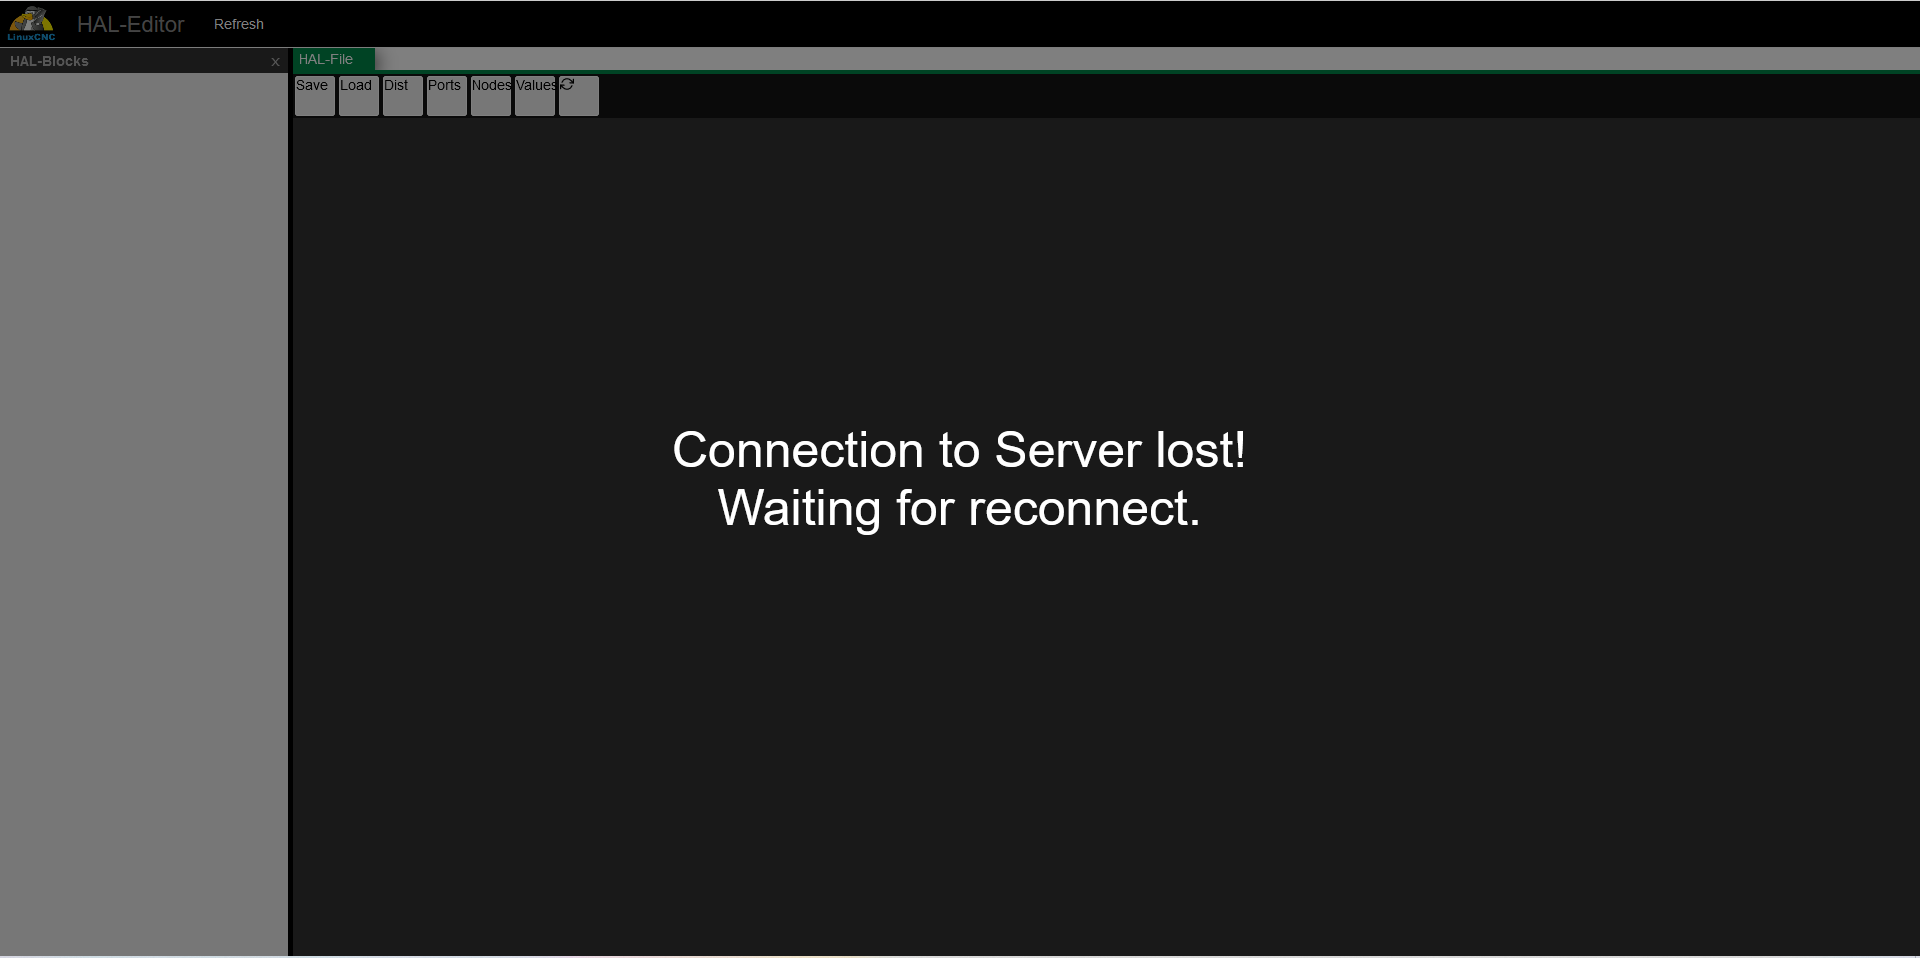 LinuxCNC
HAL-Editor
Refresh
HAL-Blocks
x
HAL-File
Save
Load
Dist
Ports
Nodes
Values
Connection to Server lost!
Waiting for reconnect.